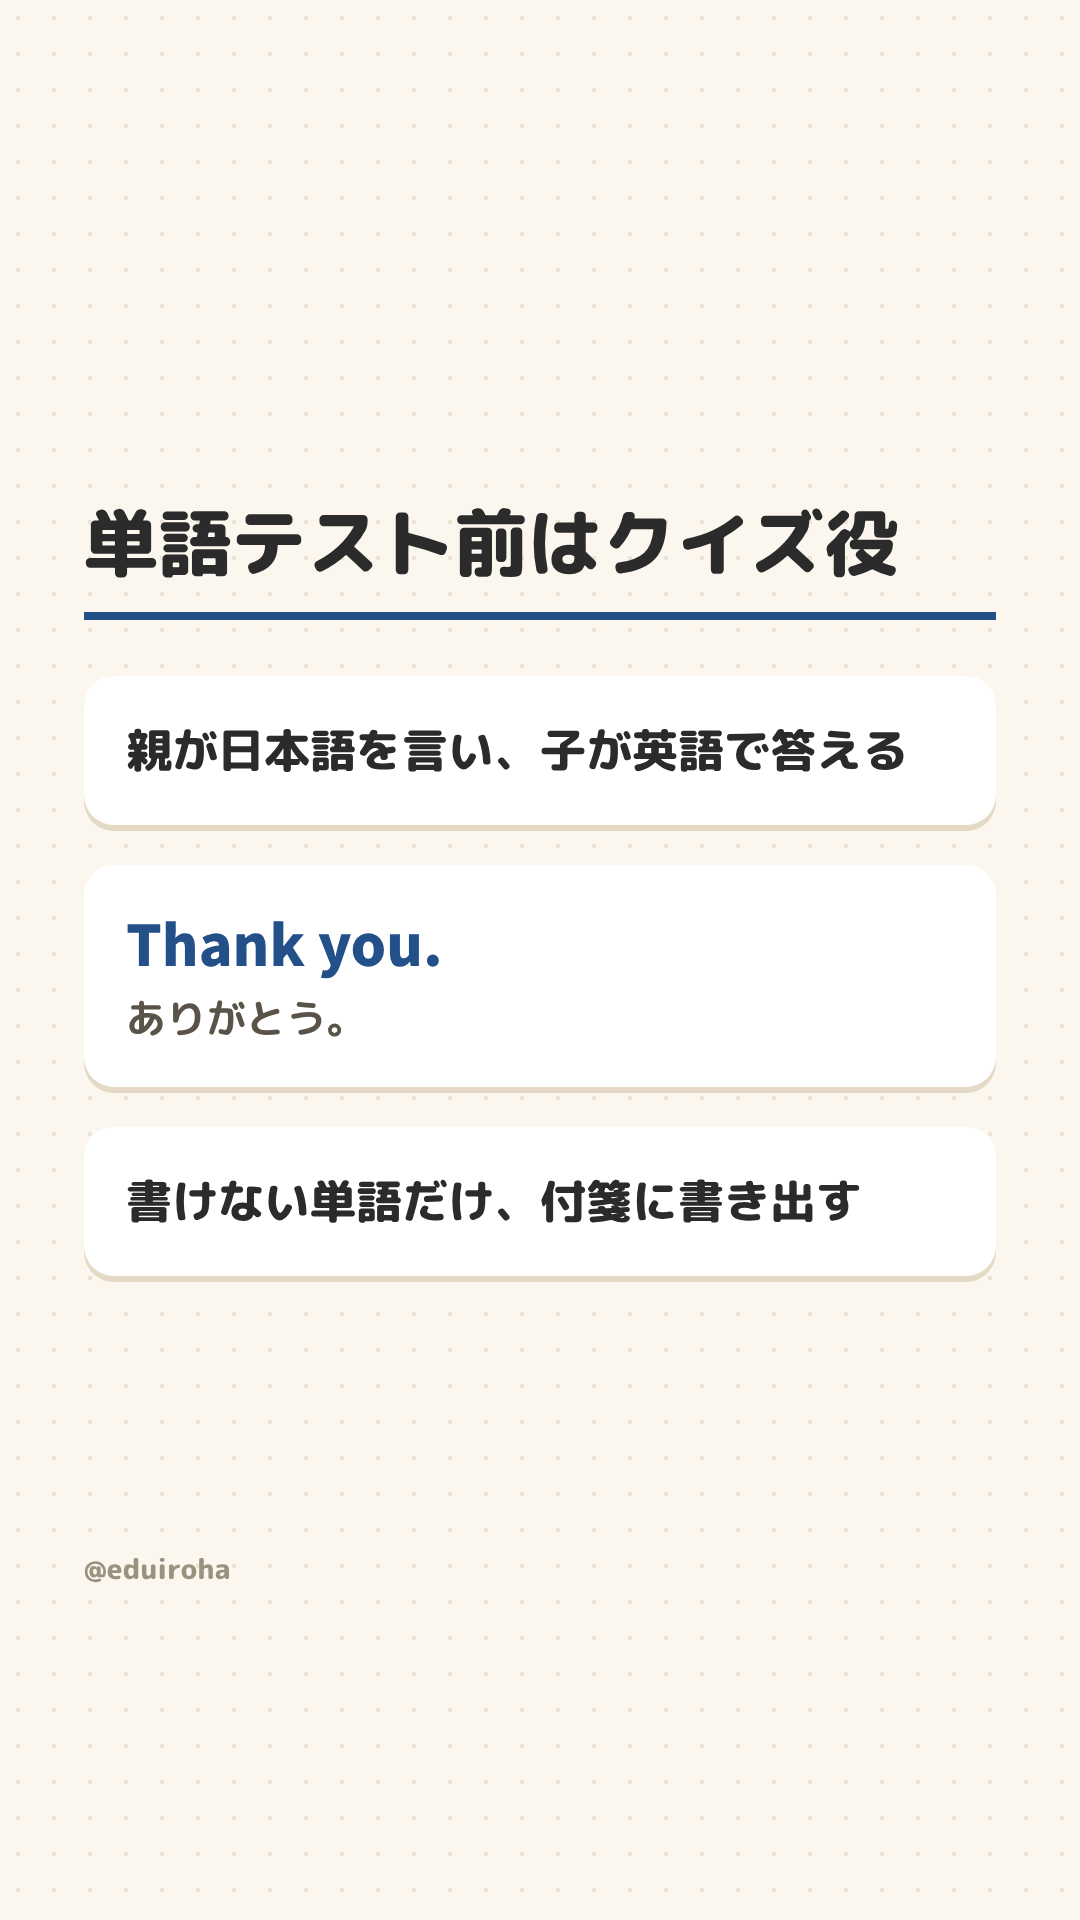 単語テスト前はクイズ役
親が日本語を言い、子が英語で答える
Thank you.
ありがとう。
書けない単語だけ、付箋に書き出す
@eduiroha